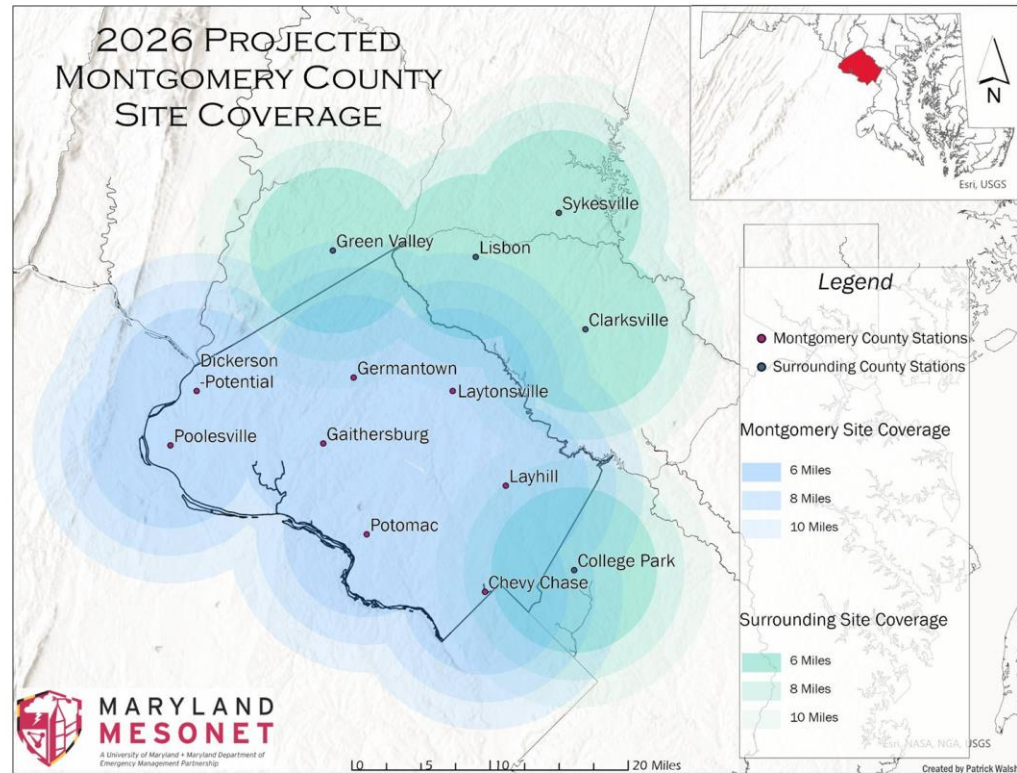 2026 PROJECTED
MONTGOMERY COUNTY
SITE COVERAGE
N
Esri, USGS
Sykesville
Green Valley
Lisbon
Clarksville
Dickerson
-Potential
Germantown
Laytonsville
Poolesville
Gaithersburg
Layhill
Potomac
College Park
Chevy Chase
Legend
Montgomery County Stations
Surrounding County Stations
Montgomery Site Coverage
6 Miles
8 Miles
10 Miles
Surrounding Site Coverage
6 Miles
8 Miles
10 Miles
MARYLAND
MESONET
A University of Maryland + Maryland Department of
Emergency Management Partnership
0 5 10 20 Miles
Esri, NASA, NGA, USGS
Created by Patrick Walsh